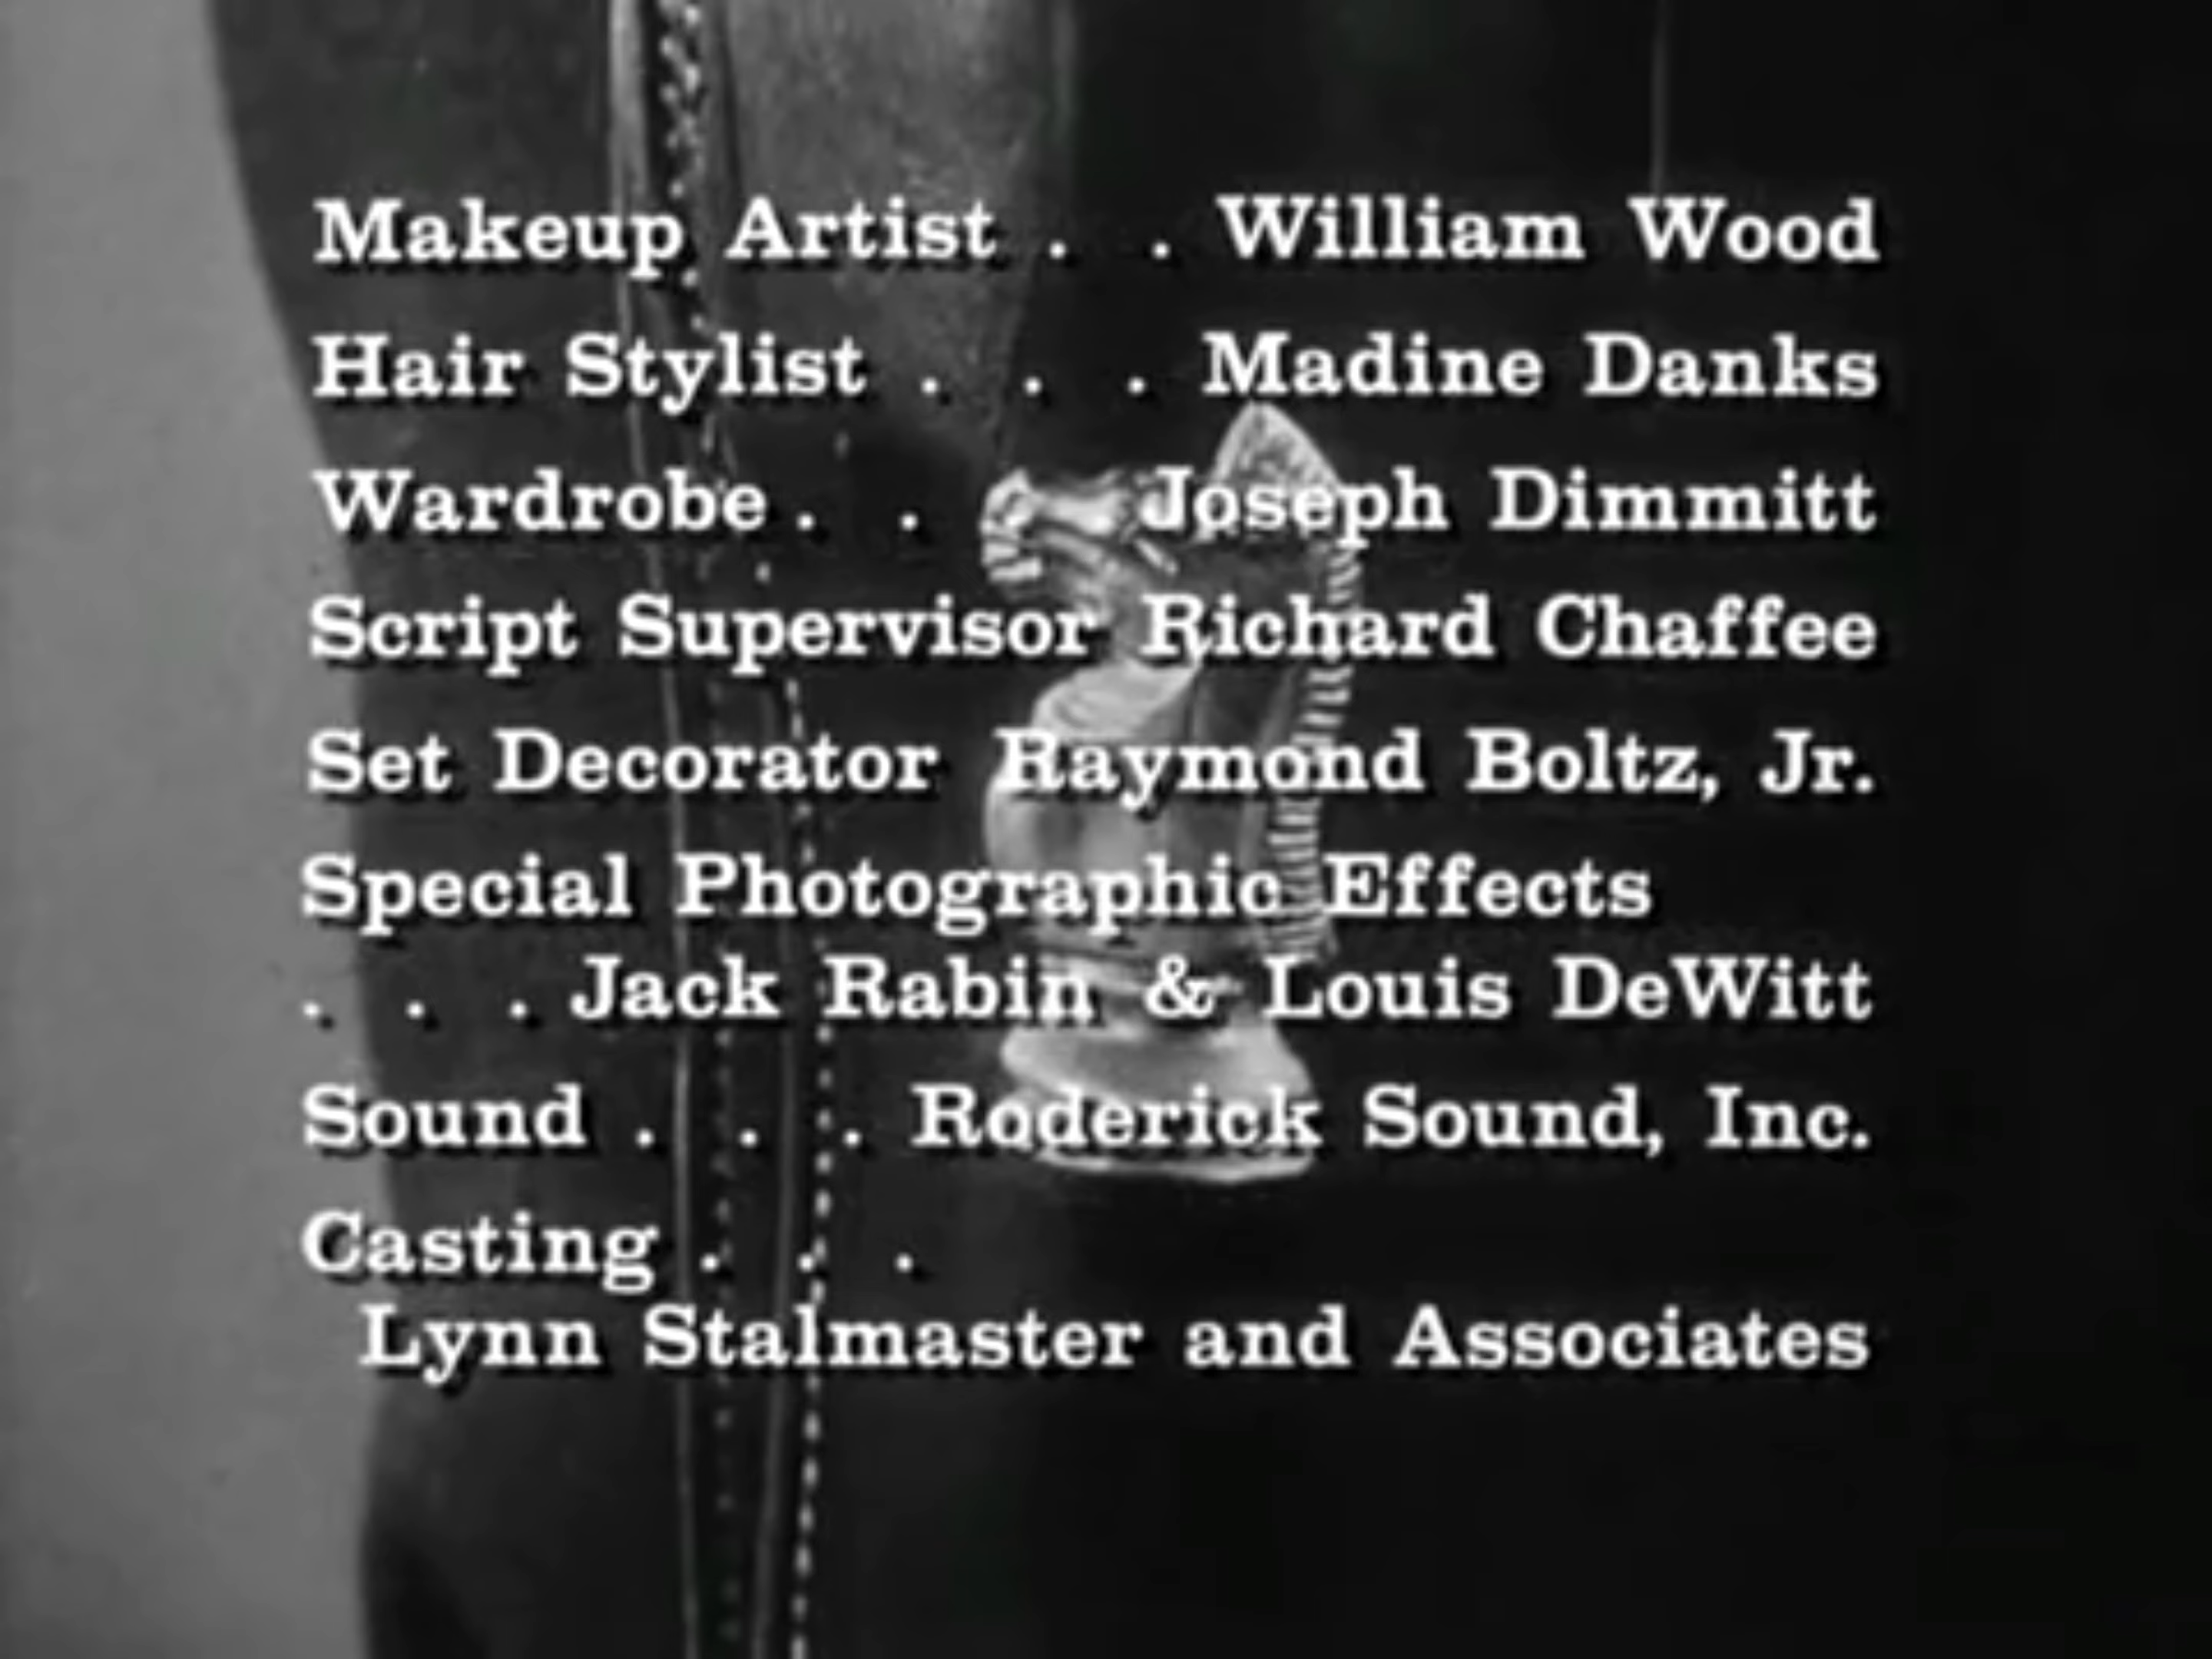 Makeup Artist . . William Wood
Hair Stylist . . . Madine Danks
Wardrobe . . Joseph Dimmitt
Script Supervisor Richard Chaffee
Set Decorator Raymond Boltz, Jr.
Special Photographic Effects
. . . Jack Rabin & Louis DeWitt
Sound . . . Roderick Sound, Inc.
Casting . . .
Lynn Stalmaster and Associates